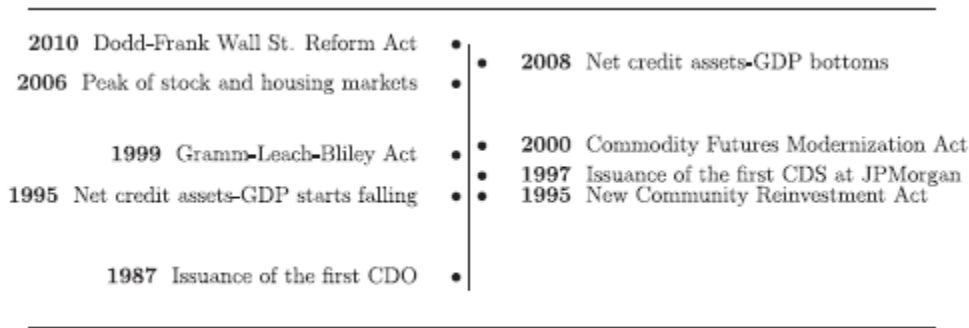 2010 Dodd-Frank Wall St. Reform Act
2008 Net credit assets-GDP bottoms
2006 Peak of stock and housing markets
2000 Commodity Futures Modernization Act
1999 Gramm-Leach-Bliley Act
1997 Issuance of the first CDS at JPMorgan
1995 Net credit assets-GDP starts falling
1995 New Community Reinvestment Act
1987 Issuance of the first CDO